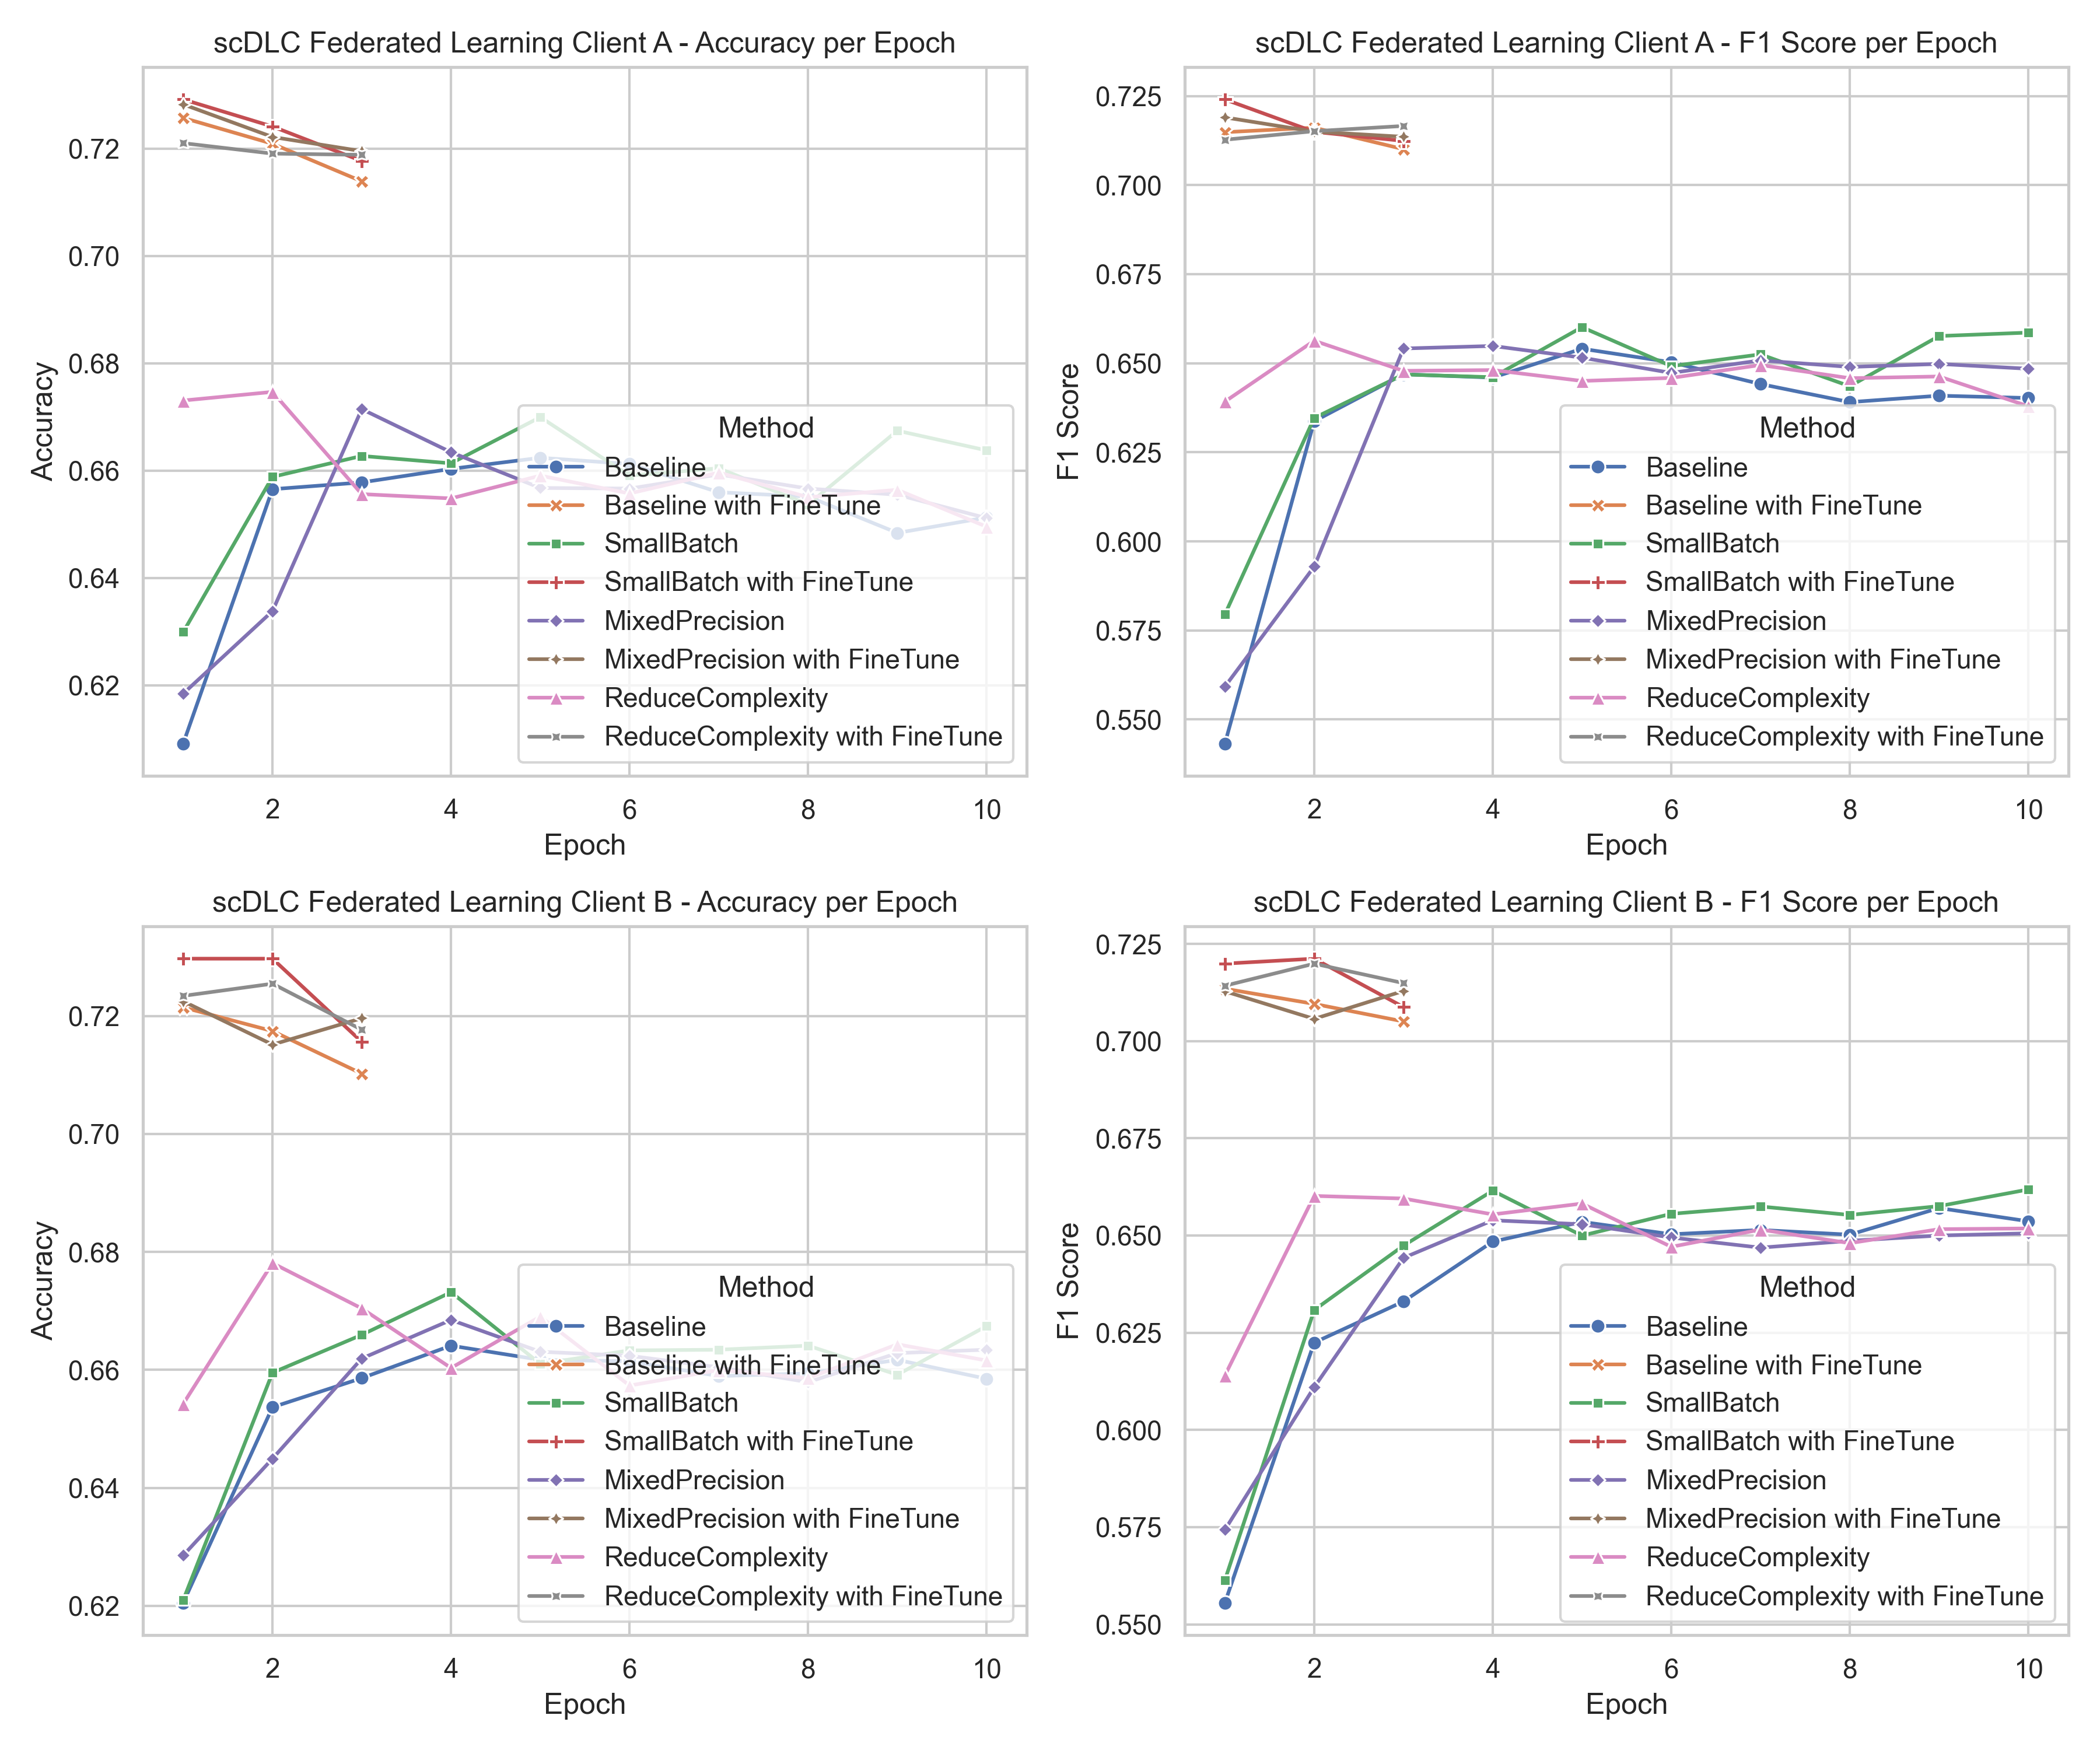 scDLC Federated Learning Client A - Accuracy per Epoch
Accuracy
0.72
0.70
0.68
0.66
0.64
0.62
2
4
6
8
10
Epoch
Method
Baseline
Baseline with FineTune
SmallBatch
SmallBatch with FineTune
MixedPrecision
MixedPrecision with FineTune
ReduceComplexity
ReduceComplexity with FineTune
scDLC Federated Learning Client A - F1 Score per Epoch
F1 Score
0.725
0.700
0.675
0.650
0.625
0.600
0.575
0.550
2
4
6
8
10
Epoch
Method
Baseline
Baseline with FineTune
SmallBatch
SmallBatch with FineTune
MixedPrecision
MixedPrecision with FineTune
ReduceComplexity
ReduceComplexity with FineTune
scDLC Federated Learning Client B - Accuracy per Epoch
Accuracy
0.72
0.70
0.68
0.66
0.64
0.62
2
4
6
8
10
Epoch
Method
Baseline
Baseline with FineTune
SmallBatch
SmallBatch with FineTune
MixedPrecision
MixedPrecision with FineTune
ReduceComplexity
ReduceComplexity with FineTune
scDLC Federated Learning Client B - F1 Score per Epoch
F1 Score
0.725
0.700
0.675
0.650
0.625
0.600
0.575
0.550
2
4
6
8
10
Epoch
Method
Baseline
Baseline with FineTune
SmallBatch
SmallBatch with FineTune
MixedPrecision
MixedPrecision with FineTune
ReduceComplexity
ReduceComplexity with FineTune